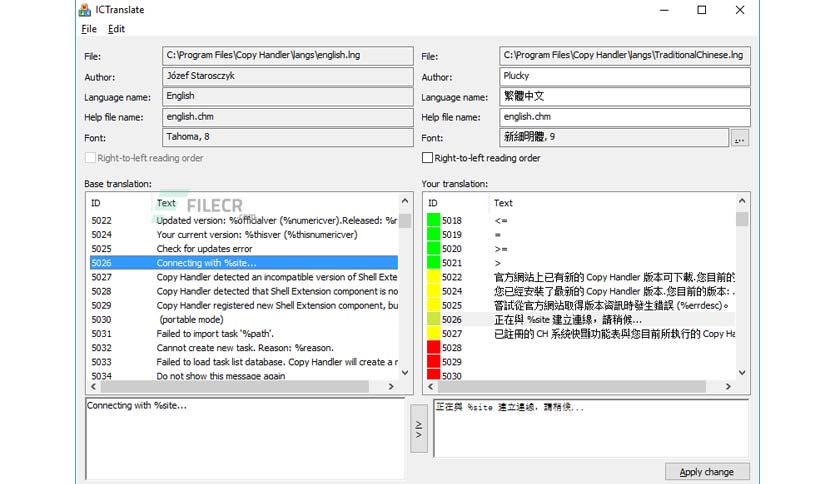 ICTranslate
File Edit
File: C:\Program Files\Copy Handler\langs\english.lng
Author: Józef Starosczyk
Language name: English
Help file name: english.chm
Font: Tahoma, 8
Right-to-left reading order
File: C:\Program Files\Copy Handler\langs\TraditionalChinese.lng
Author: Plucky
Language name: 繁體中文
Help file name: english.chm
Font: 新細明體, 9
...
Right-to-left reading order
Base translation:
ID Text
FILECR
.com
5022 Updated version: %officialver (%numericver).Released: %r
5024 Your current version: %thisver (%thisnumericver)
5025 Check for updates error
5026 Connecting with %site...
5027 Copy Handler detected an incompatible version of Shell Exte
5028 Copy Handler detected that Shell Extension component is no
5029 Copy Handler registered new Shell Extension component, bu
5030 (portable mode)
5031 Failed to import task '%path'.
5032 Cannot create new task. Reason: %reason.
5033 Failed to load task list database. Copy Handler will create a r
5034 Do not show this message again
Your translation:
ID Text
5018 <=
5019 =
5020 >=
5021 >
5022 官方網站上已有新的 Copy Handler 版本可下載.您目前的
5024 您已經安裝了最新的 Copy Handler 版本.您目前的版本: .
5025 嘗試從官方網站取得版本資訊時發生錯誤 (%errdesc)。
5026 正在與 %site 建立連線，請稍候...
5027 已註冊的 CH 系統快顯功能表與您目前所執行的 Copy Ha
5028
5029
5030
Connecting with %site...
>
>
正在與 %site 建立連線，請稍候...
Apply change